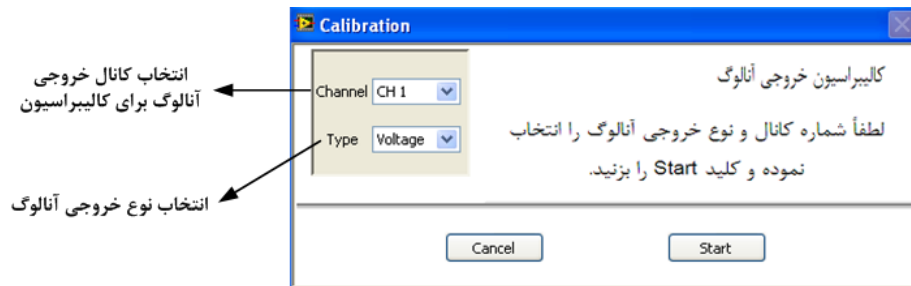 Calibration
انتخاب کانال خروجی
آنالوگ برای کالیبراسیون
Channel CH 1
Type Voltage
انتخاب نوع خروجی آنالوگ
کالیبراسیون خروجی آنالوگ
لطفاً شماره کانال و نوع خروجی آنالوگ را انتخاب
نموده و کلید Start را بزنید.
Cancel
Start